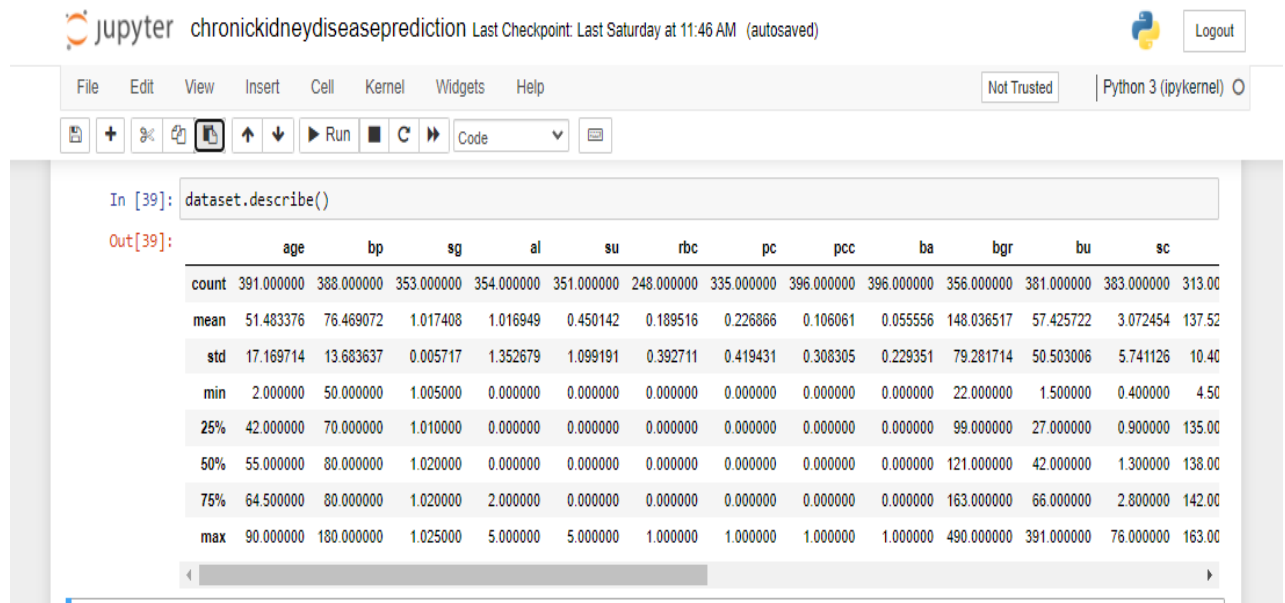 jupyter chronickidneydiseaseprediction Last Checkpoint: Last Saturday at 11:46 AM (autosaved) Logout
File Edit View Insert Cell Kernel Widgets Help Not Trusted Python 3 (ipykernel)
Run Code
In [39]: dataset.describe()
Out[39]:
age bp sg al su rbc pc pcc ba bgr bu sc
count 391.000000 388.000000 353.000000 354.000000 351.000000 248.000000 335.000000 396.000000 396.000000 356.000000 381.000000 383.000000 313.00
mean 51.483376 76.469072 1.017408 1.016949 0.450142 0.189516 0.226866 0.106061 0.055556 148.036517 57.425722 3.072454 137.52
std 17.169714 13.683637 0.005717 1.352679 1.099191 0.392711 0.419431 0.308305 0.229351 79.281714 50.503006 5.741126 10.40
min 2.000000 50.000000 1.005000 0.000000 0.000000 0.000000 0.000000 0.000000 0.000000 22.000000 1.500000 0.400000 4.50
25% 42.000000 70.000000 1.010000 0.000000 0.000000 0.000000 0.000000 0.000000 0.000000 99.000000 27.000000 0.900000 135.00
50% 55.000000 80.000000 1.020000 0.000000 0.000000 0.000000 0.000000 0.000000 0.000000 121.000000 42.000000 1.300000 138.00
75% 64.500000 80.000000 1.020000 2.000000 0.000000 0.000000 0.000000 0.000000 0.000000 163.000000 66.000000 2.800000 142.00
max 90.000000 180.000000 1.025000 5.000000 5.000000 1.000000 1.000000 1.000000 1.000000 490.000000 391.000000 76.000000 163.00